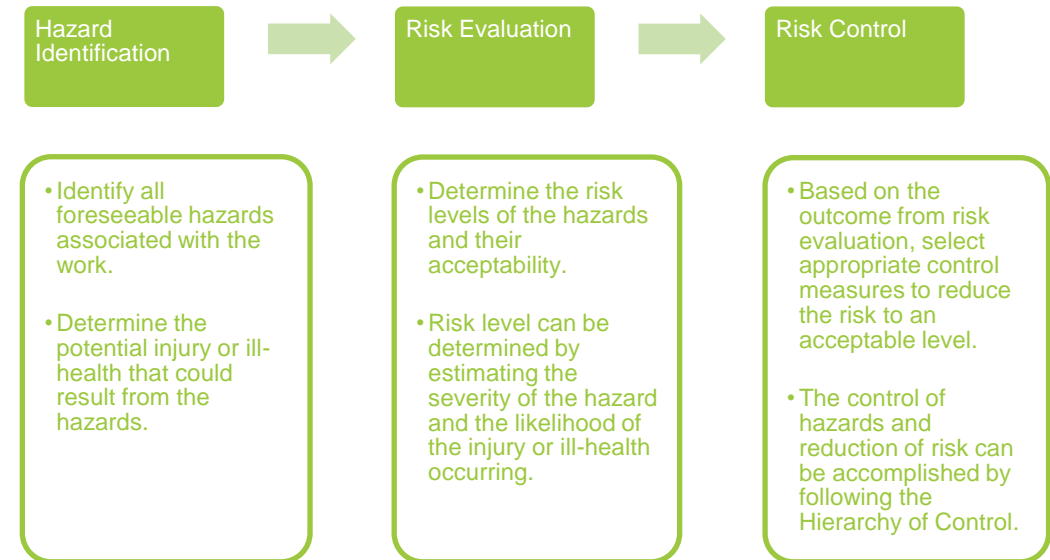 Hazard
Identification
Risk Evaluation
Risk Control
•Identify all
foreseeable hazards
associated with the
work.
•Determine the
potential injury or ill-
health that could
result from the
hazards.
•Determine the risk
levels of the hazards
and their
acceptability.
•Risk level can be
determined by
estimating the
severity of the hazard
and the likelihood of
the injury or ill-health
occurring.
•Based on the
outcome from risk
evaluation, select
appropriate control
measures to reduce
the risk to an
acceptable level.
•The control of
hazards and
reduction of risk can
be accomplished by
following the
Hierarchy of Control.